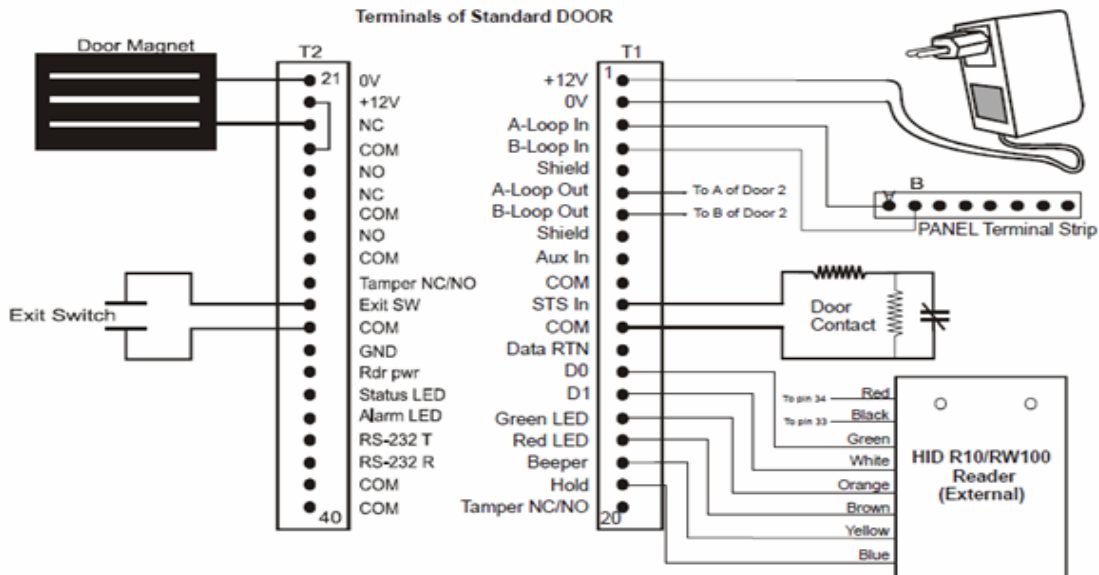 Terminals of Standard DOOR
Door Magnet
T2
21 0V
+12V
NC
COM
NO
NC
COM
NO
COM
Tamper NC/NO
Exit SW
COM
GND
Rdr pwr
Status LED
Alarm LED
RS-232 T
RS-232 R
COM
40 COM
Exit Switch
T1
+12V 1
0V
A-Loop In
B-Loop In
Shield
A-Loop Out
B-Loop Out
Shield
Aux In
COM
STS In
COM
Data RTN
D0
D1
Green LED
Red LED
Beeper
Hold
Tamper NC/NO 20
To A of Door 2
To B of Door 2
A B
PANEL Terminal Strip
Door
Contact
To pin 34 Red
To pin 33 Black
Green
White
Orange
Brown
Yellow
Blue
HID R10/RW100
Reader
(External)